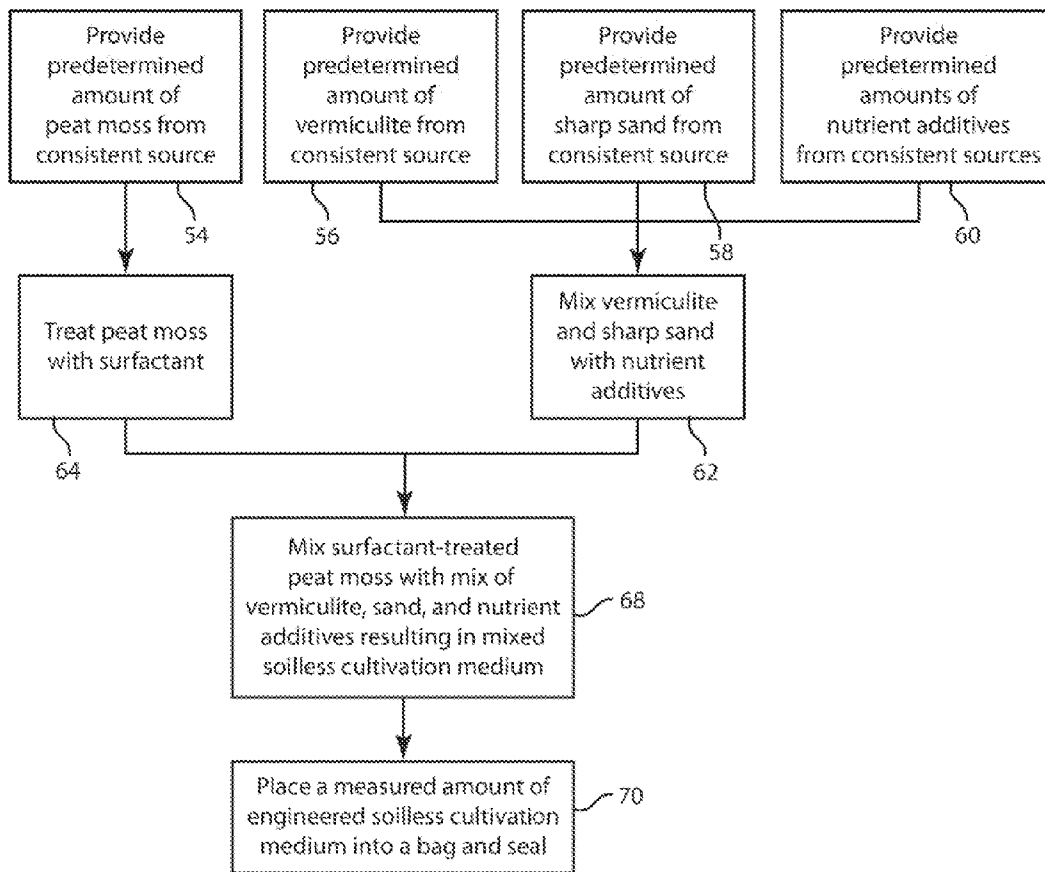 Provide
predetermined
amount of
peat moss from
consistent source
54
Provide
predetermined
amount of
vermiculite from
consistent source
56
Provide
predetermined
amount of
sharp sand from
consistent source
58
Provide
predetermined
amounts of
nutrient additives
from consistent sources
60
Treat peat moss
with surfactant
64
Mix vermiculite
and sharp sand
with nutrient
additives
62
Mix surfactant-treated
peat moss with mix of
vermiculite, sand, and nutrient
additives resulting in mixed
soilless cultivation medium
68
Place a measured amount of
engineered soilless cultivation
medium into a bag and seal
70